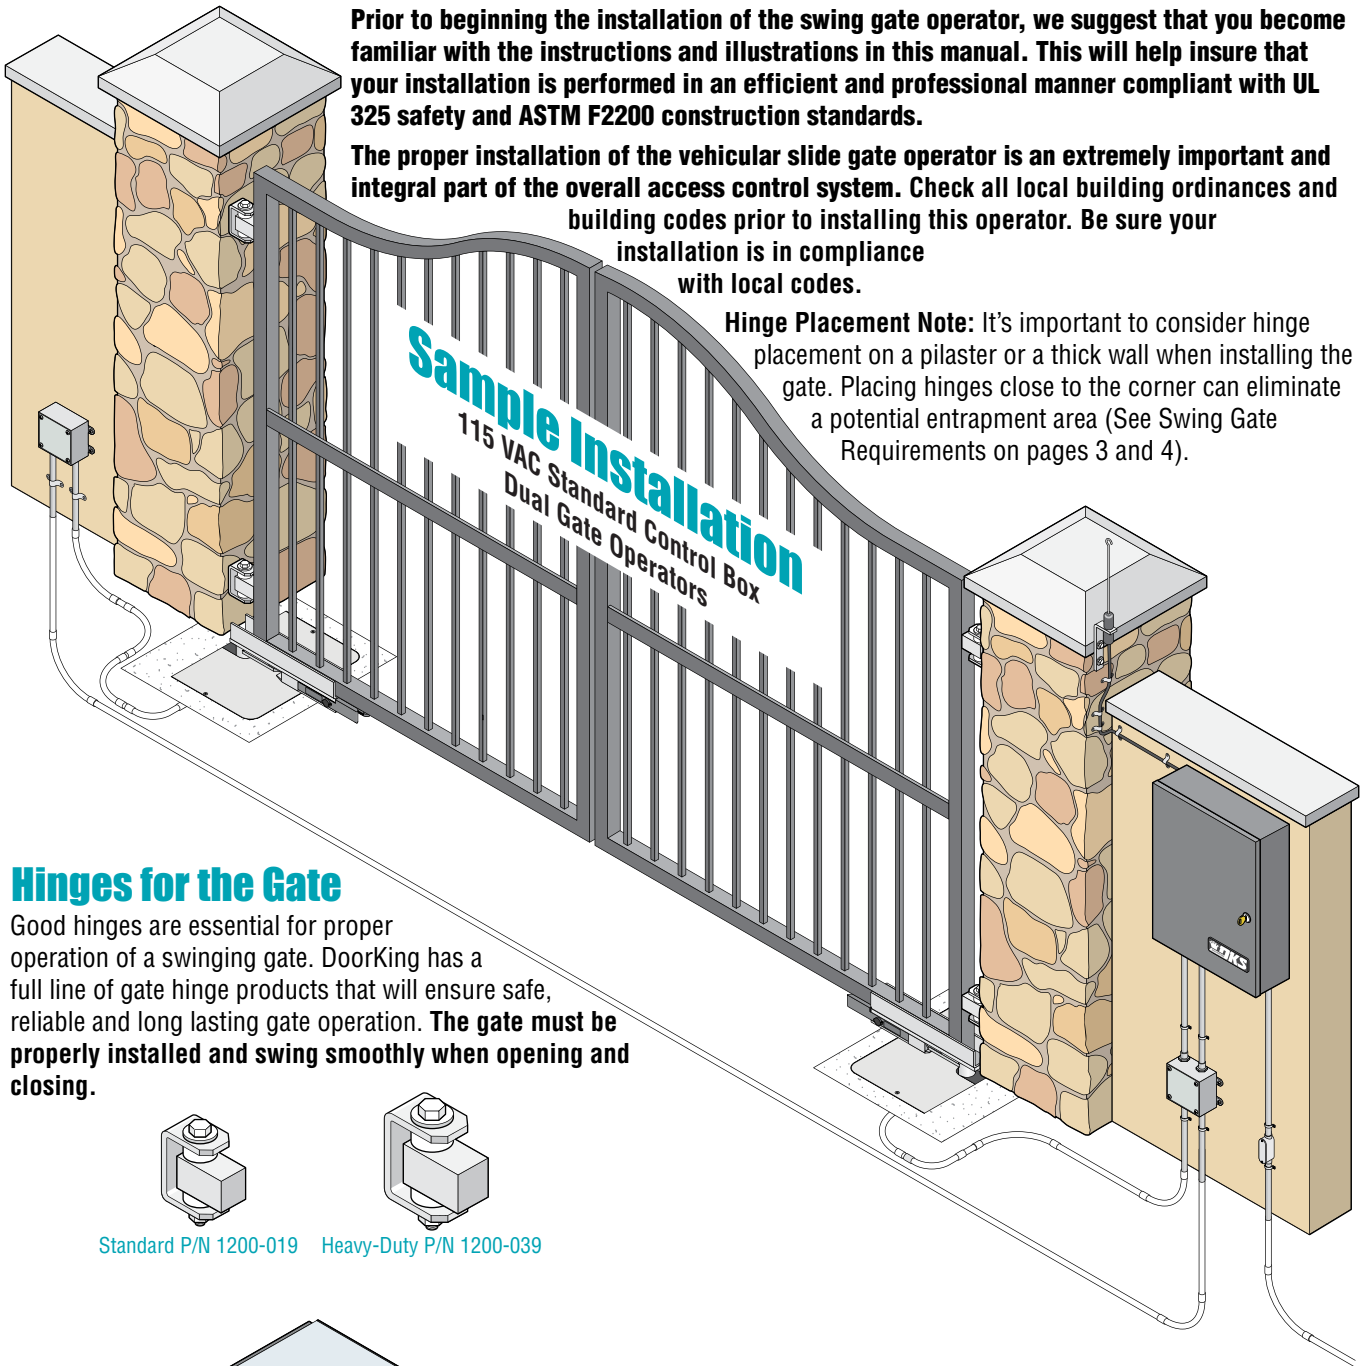 Prior to beginning the installation of the swing gate operator, we suggest that you become
familiar with the instructions and illustrations in this manual. This will help insure that
your installation is performed in an efficient and professional manner compliant with UL
325 safety and ASTM F2200 construction standards.
The proper installation of the vehicular slide gate operator is an extremely important and
integral part of the overall access control system. Check all local building ordinances and
building codes prior to installing this operator. Be sure your
installation is in compliance
with local codes.
Hinge Placement Note: It’s important to consider hinge
placement on a pilaster or a thick wall when installing the
gate. Placing hinges close to the corner can eliminate
a potential entrapment area (See Swing Gate
Requirements on pages 3 and 4).
Sample Installation
115 VAC Standard Control Box
Dual Gate Operators
DKS
Hinges for the Gate
Good hinges are essential for proper
operation of a swinging gate. DoorKing has a
full line of gate hinge products that will ensure safe,
reliable and long lasting gate operation. The gate must be
properly installed and swing smoothly when opening and
closing.
Standard P/N 1200-019
Heavy-Duty P/N 1200-039